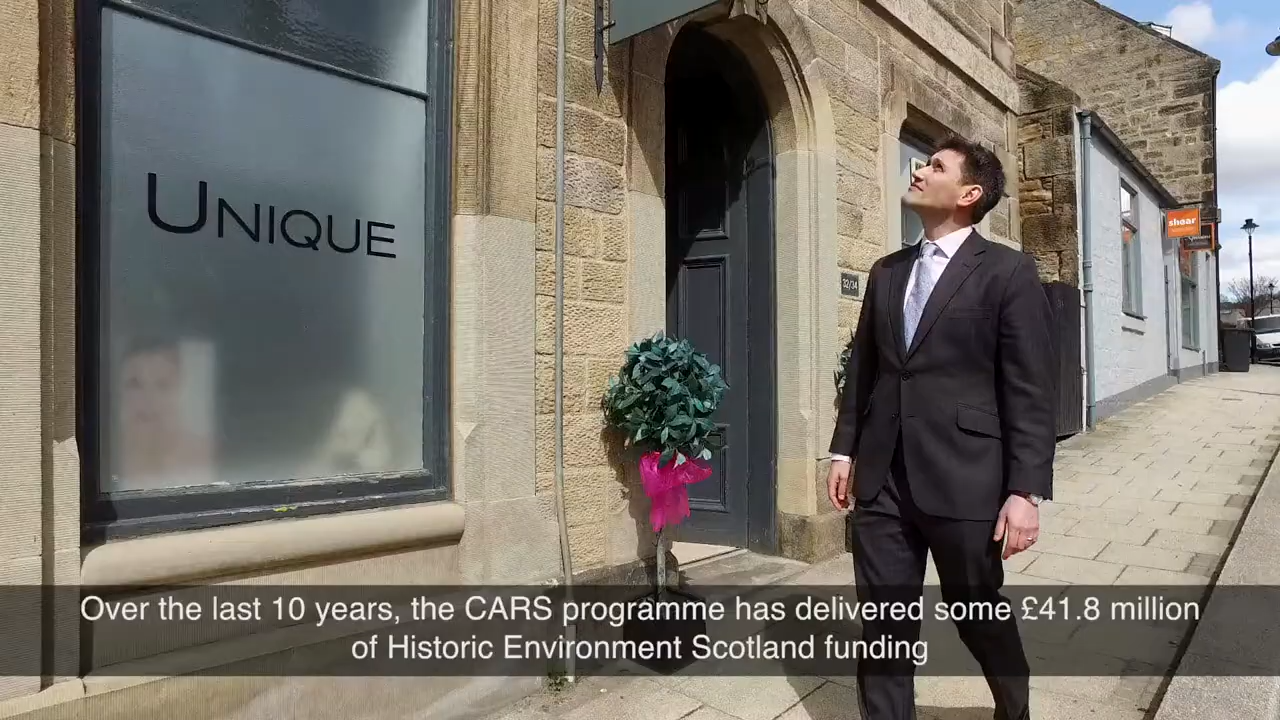 UNIQUE
32/34
shear
Over the last 10 years, the CARS programme has delivered some £41.8 million
of Historic Environment Scotland funding